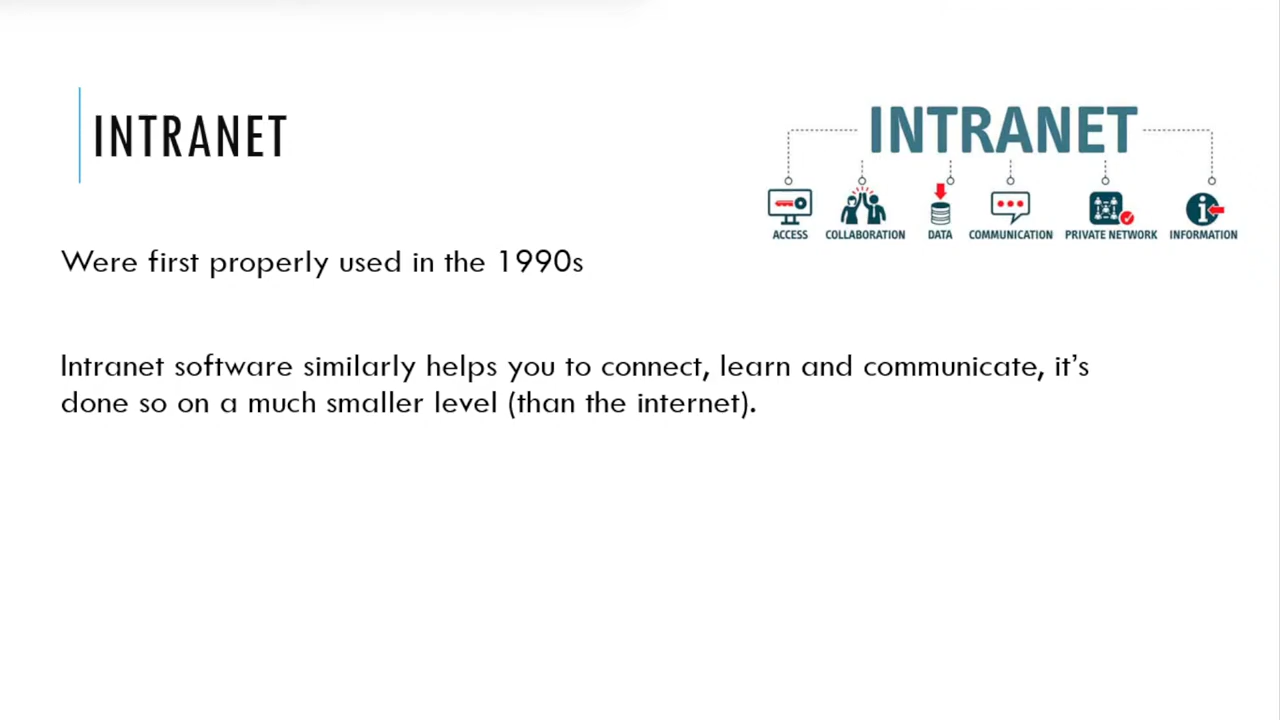 INTRANET
INTRANET
ACCESS COLLABORATION DATA COMMUNICATION PRIVATE NETWORK INFORMATION
Were first properly used in the 1990s
Intranet software similarly helps you to connect, learn and communicate, it’s
done so on a much smaller level (than the internet).